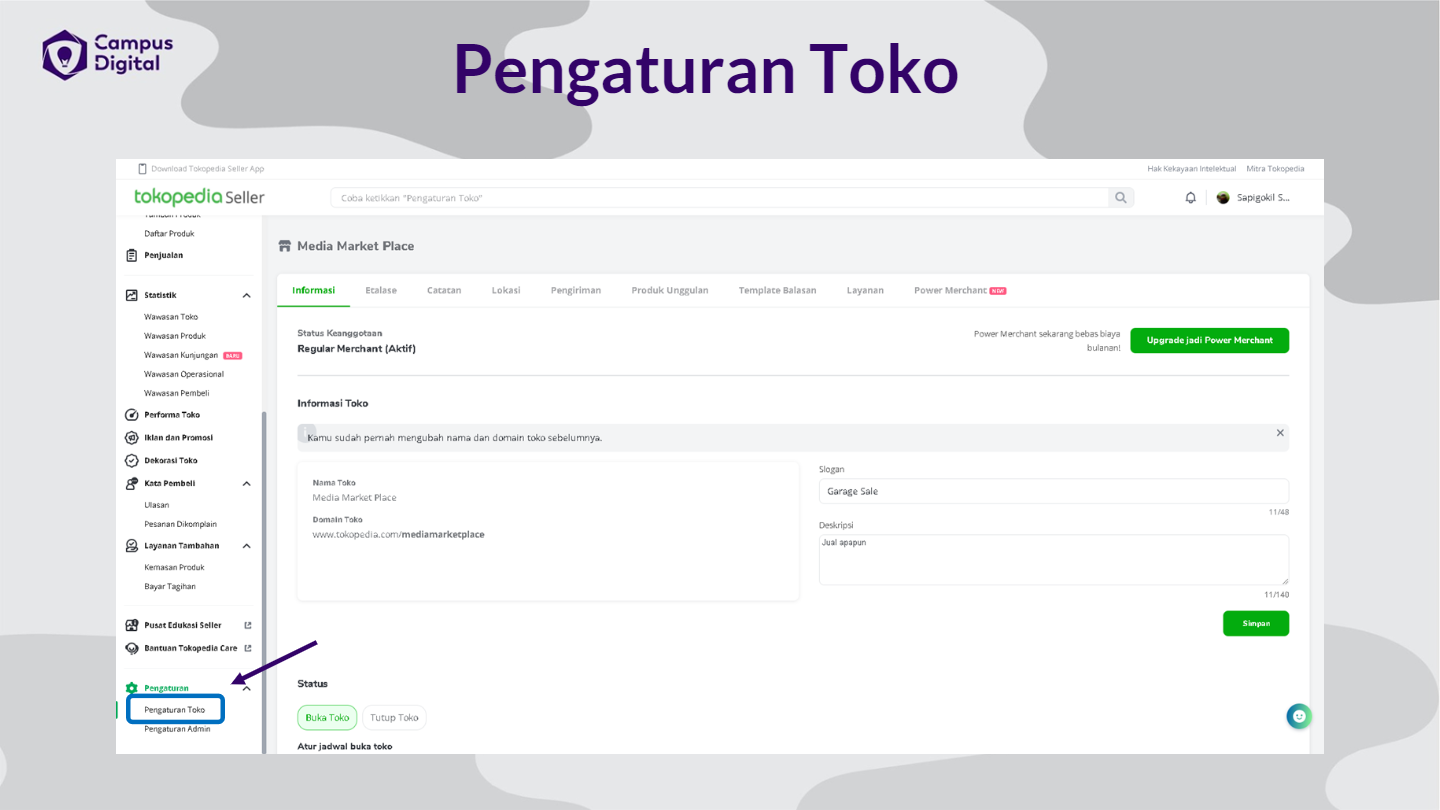 Campus
Digital
Pengaturan Toko
Download Tokopedia Seller App
Hak Kekayaan Intelektual
Mitra Tokopedia
tokopedia Seller
Coba ketikkan "Pengaturan Toko"
Sapigokil S...
Daftar Produk
Penjualan
Statistik
Wawasan Toko
Wawasan Produk
Wawasan Kunjungan BARU
Wawasan Operasional
Wawasan Pembeli
Performa Toko
Iklan dan Promosi
Dekorasi Toko
Kata Pembeli
Ulasan
Pesanan Dikomplain
Layanan Tambahan
Kemasan Produk
Bayar Tagihan
Pusat Edukasi Seller
Bantuan Tokopedia Care
Pengaturan
Pengaturan Toko
Pengaturan Admin
Media Market Place
Informasi Etalase Catatan Lokasi Pengiriman Produk Unggulan Template Balasan Layanan Power Merchant NEW
Status Keanggotaan
Regular Merchant (Aktif)
Power Merchant sekarang bebas biaya
bulanan!
Upgrade jadi Power Merchant
Informasi Toko
Kamu sudah pernah mengubah nama dan domain toko sebelumnya.
Nama Toko
Media Market Place
Domain Toko
www.tokopedia.com/mediamarketplace
Slogan
Garage Sale
11/48
Deskripsi
Jual apapun
11/140
Simpan
Status
Buka Toko
Tutup Toko
Atur jadwal buka toko